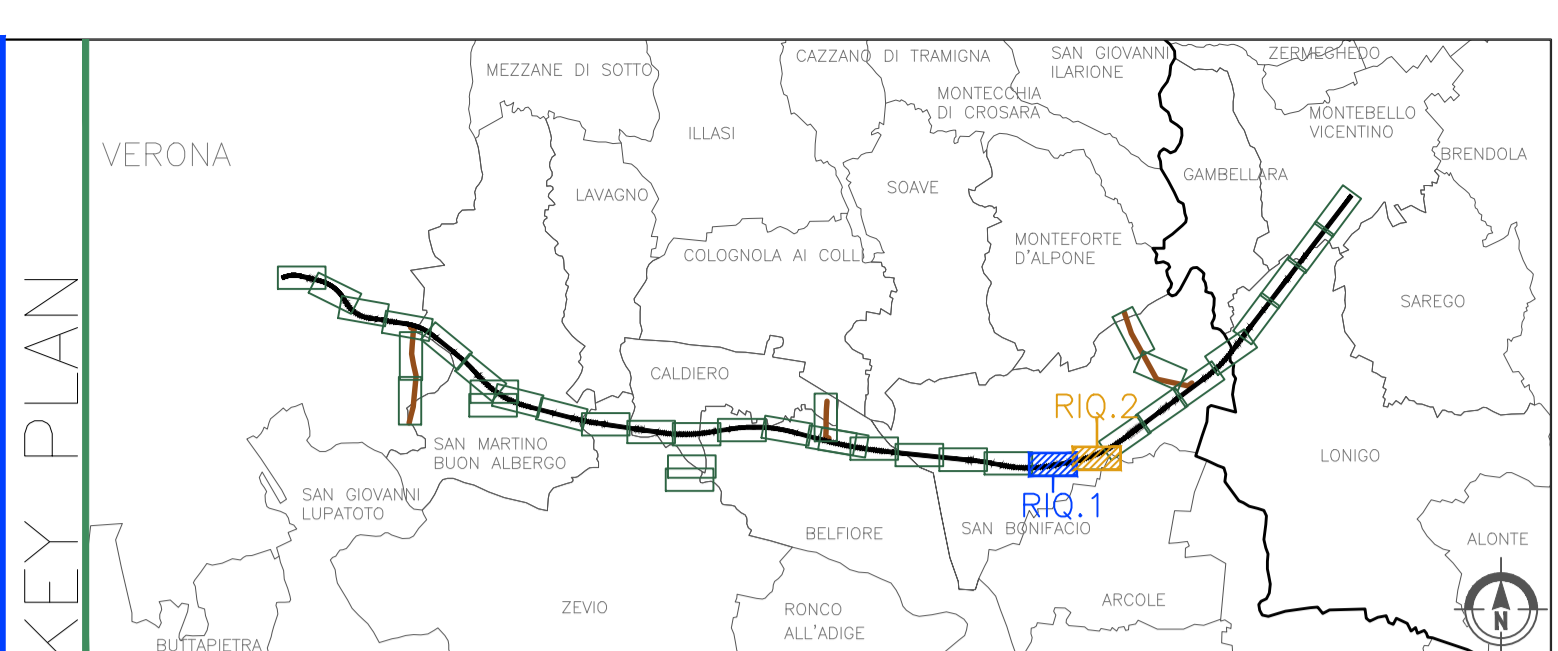 KEY PLAN
CAZZANO DI TRAMIGNA
SAN GIOVANNI
ILARIONE
ZERMEGHEDO
MEZZANE DI SOTTO
MONTECCHIA
DI CROSARA
MONTEBELLO
VICENTINO
ILLASI
VERONA
BRENDOLA
GAMBELLARA
LAVAGNO
SOAVE
MONTEFORTE
D'ALPONE
COLOGNOLA AI COLL
SAREGO
CALDIERO
RIQ.2
SAN MARTINO
BUON ALBERGO
LONIGO
SAN GIOVANNI
LUPATOTO
RIQ.1
BELFIORE
SAN BONIFACIO
ALONTE
ZEVIO
RONCO
ALL'ADIGE
ARCOLE
N
BUTTAPIETRA